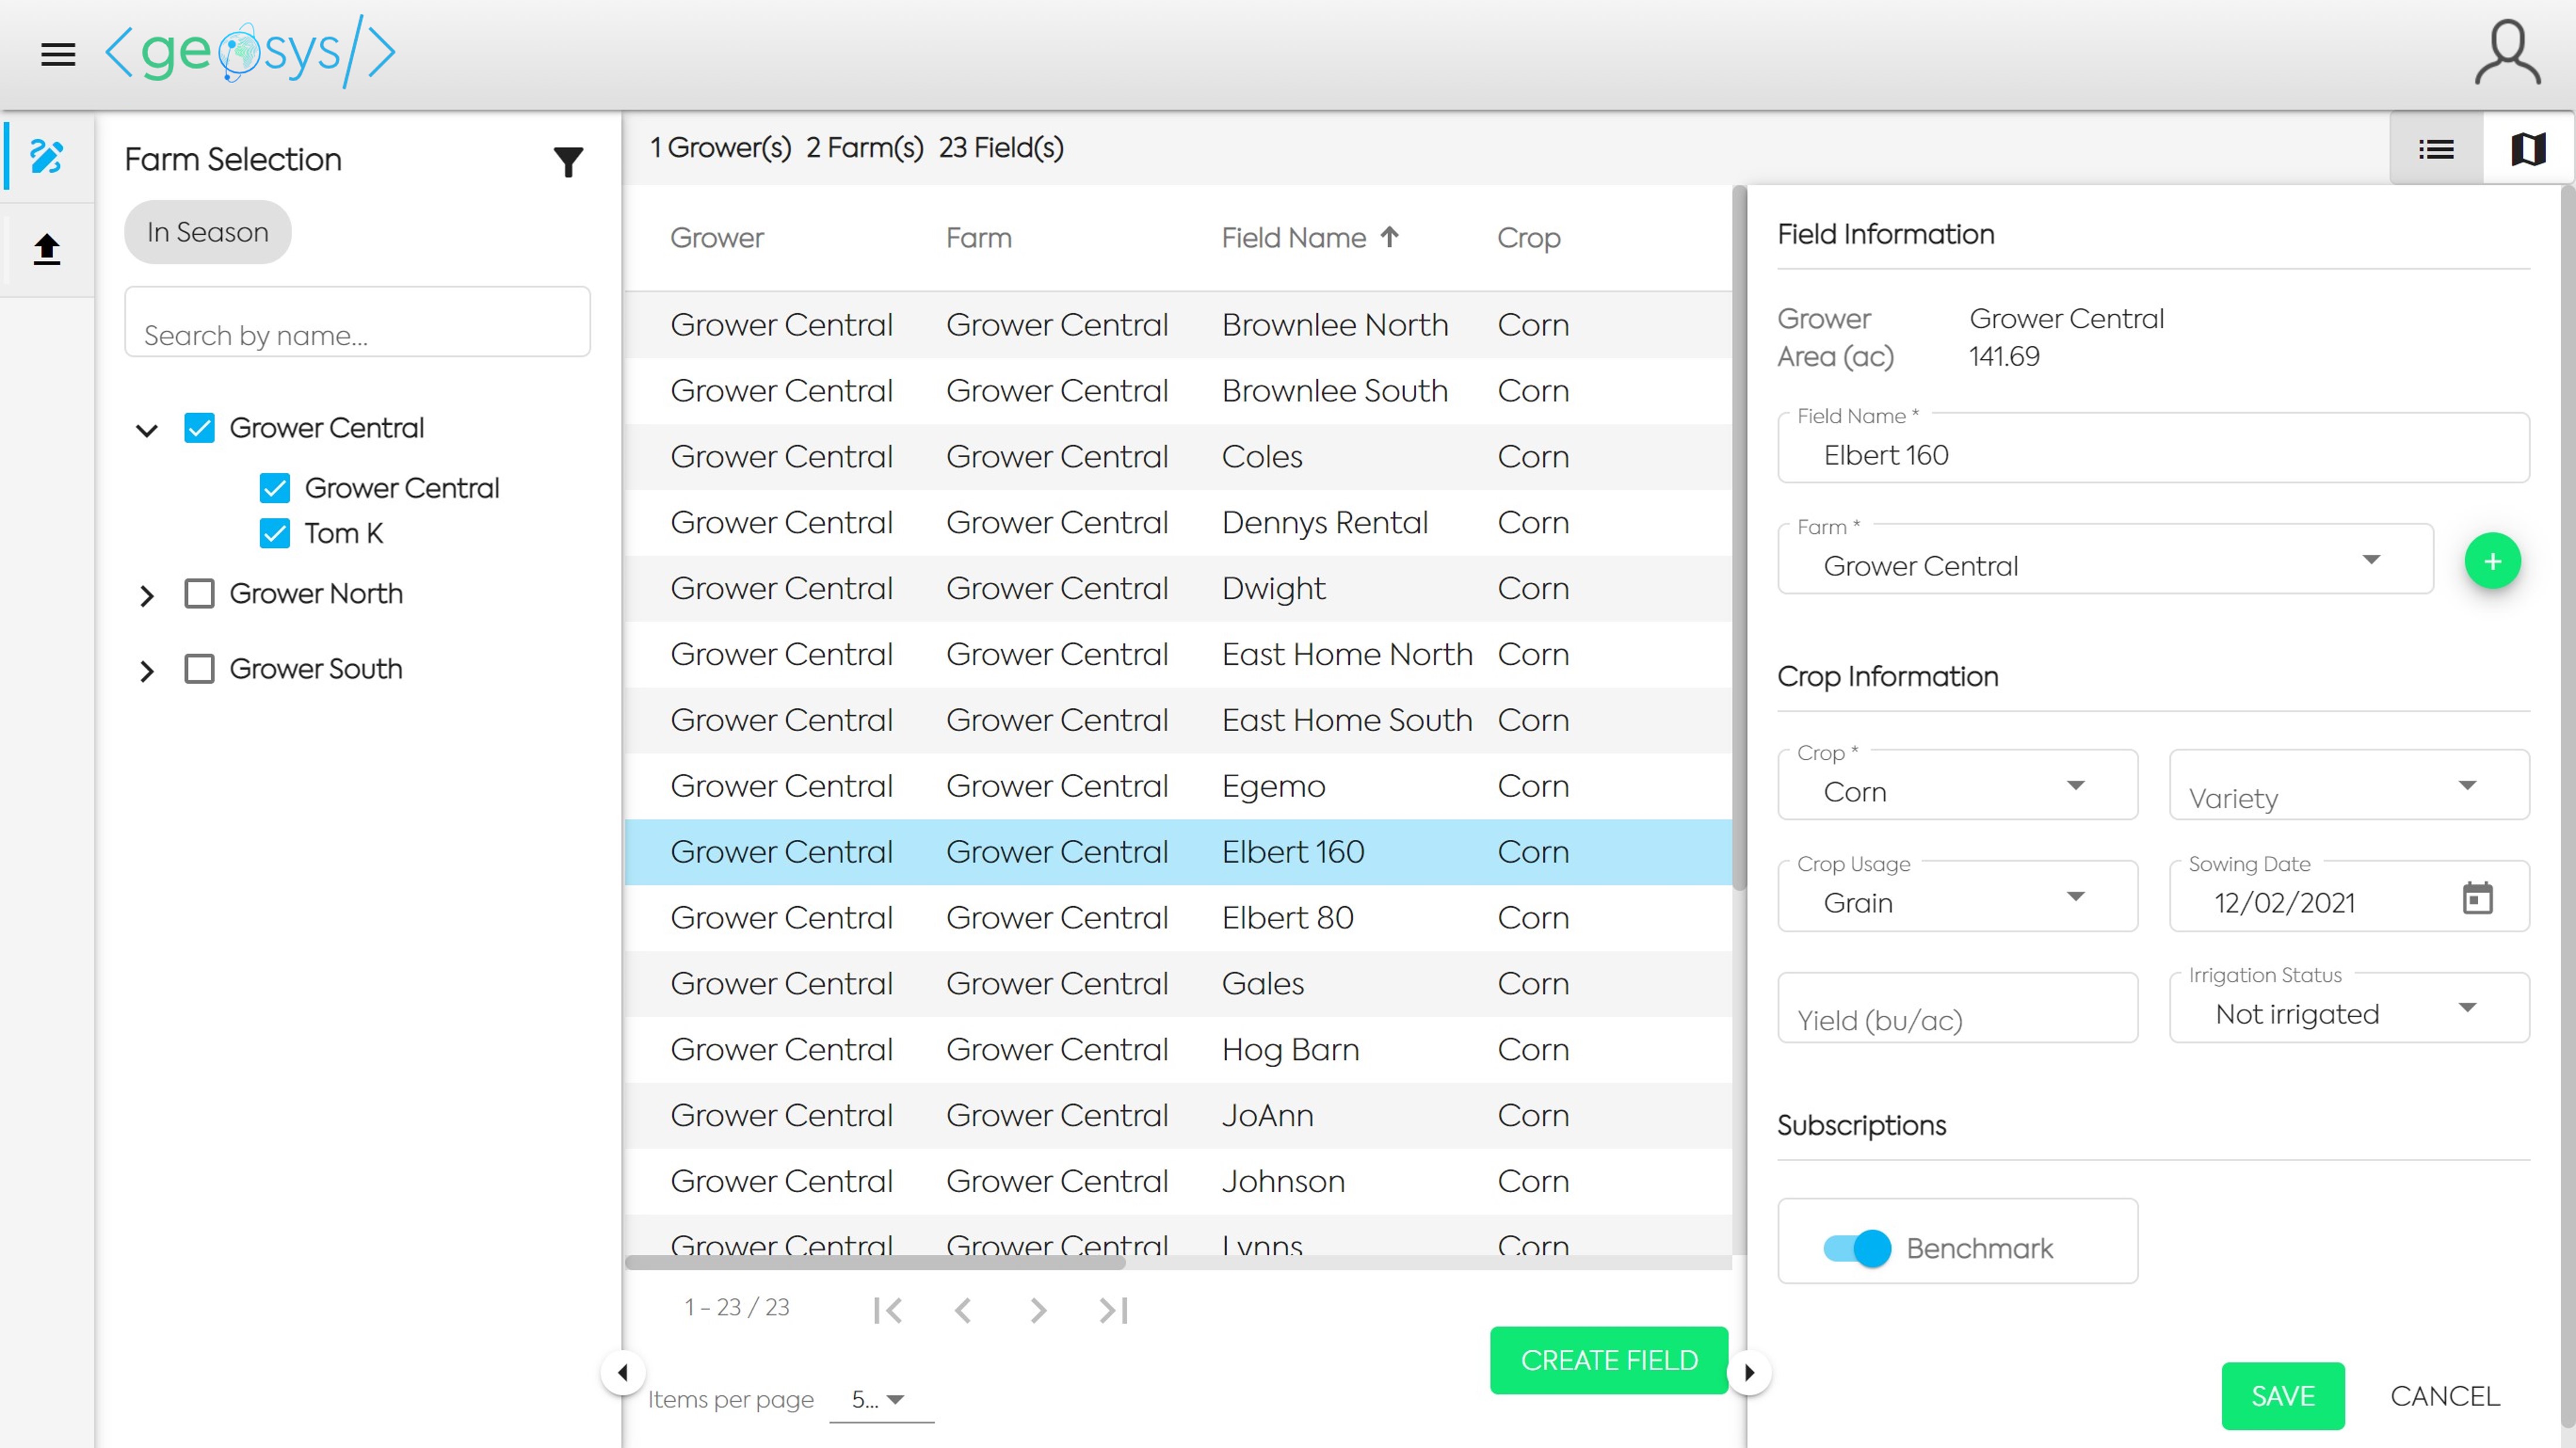 <geosys/>
Farm Selection
In Season
Search by name...
Grower Central
Grower Central
Tom K
Grower North
Grower South
1 Grower(s) 2 Farm(s) 23 Field(s)
Grower Farm Field Name Crop
Grower Central Grower Central Brownlee North Corn
Grower Central Grower Central Brownlee South Corn
Grower Central Grower Central Coles Corn
Grower Central Grower Central Dennys Rental Corn
Grower Central Grower Central Dwight Corn
Grower Central Grower Central East Home North Corn
Grower Central Grower Central East Home South Corn
Grower Central Grower Central Egemo Corn
Grower Central Grower Central Elbert 160 Corn
Grower Central Grower Central Elbert 80 Corn
Grower Central Grower Central Gales Corn
Grower Central Grower Central Hog Barn Corn
Grower Central Grower Central JoAnn Corn
Grower Central Grower Central Johnson Corn
Grower Central Grower Central Lynns Corn
1 - 23 / 23
CREATE FIELD
Items per page 5...
Field Information
Grower Grower Central
Area (ac) 141.69
Field Name *
Elbert 160
Farm *
Grower Central
+
Crop Information
Crop *
Corn
Variety
Crop Usage
Grain
Sowing Date
12/02/2021
Yield (bu/ac)
Irrigation Status
Not irrigated
Subscriptions
Benchmark
SAVE CANCEL